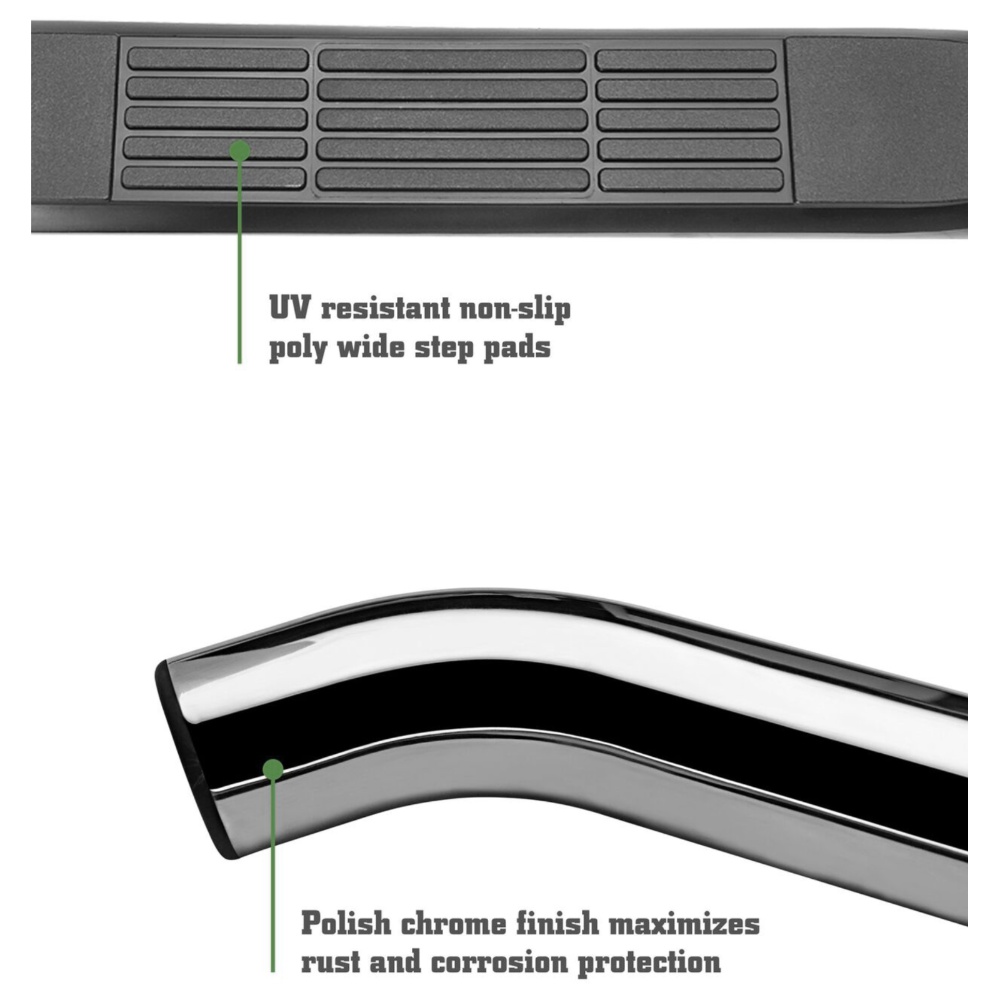 UV resistant non-slip
poly wide step pads
Polish chrome finish maximizes
rust and corrosion protection